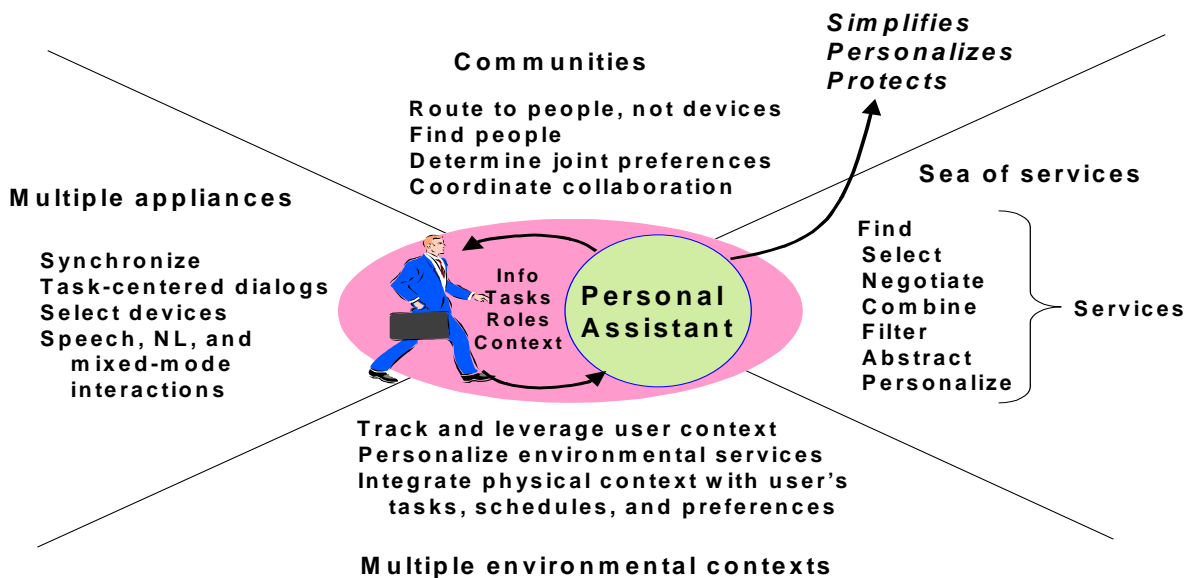 Simplifies
Personalizes
Protects
Communities
Route to people, not devices
Find people
Determine joint preferences
Coordinate collaboration
Multiple appliances
Synchronize
Task-centered dialogs
Select devices
Speech, NL, and
mixed-mode
interactions
Info
Tasks
Roles
Context
Personal
Assistant
Sea of services
Find
Select
Negotiate
Combine
Filter
Abstract
Personalize
Services
Track and leverage user context
Personalize environmental services
Integrate physical context with user’s
tasks, schedules, and preferences
Multiple environmental contexts